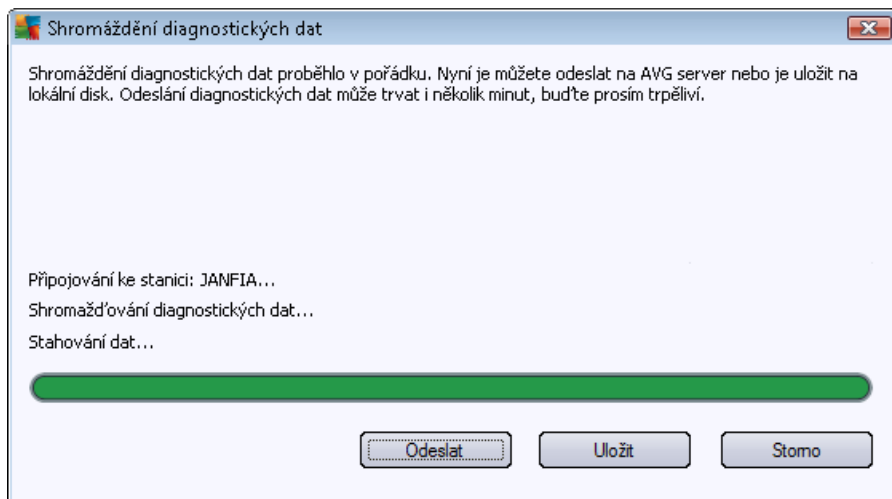 Shromáždění diagnostických dat
Shromáždění diagnostických dat proběhlo v pořádku. Nyní je můžete odeslat na AVG server nebo je uložit na
lokální disk. Odeslání diagnostických dat může trvat i několik minut, buďte prosím trpěliví.
Připojování ke stanici: JANFIA...
Shromažďování diagnostických dat...
Stahování dat...
Odeslat
Uložit
Storno